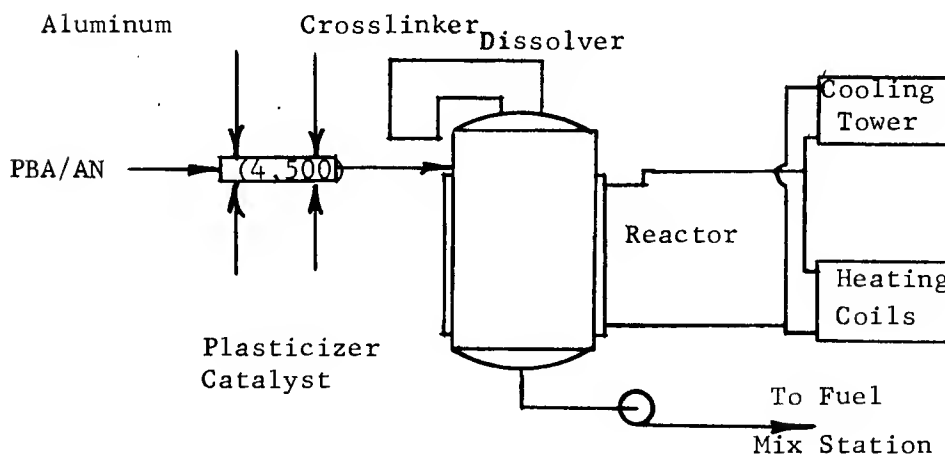 Aluminum
Crosslinker
Dissolver
Cooling
Tower
PBA/AN
(4,500)
Reactor
Heating
Coils
Plasticizer
Catalyst
To Fuel
Mix Station